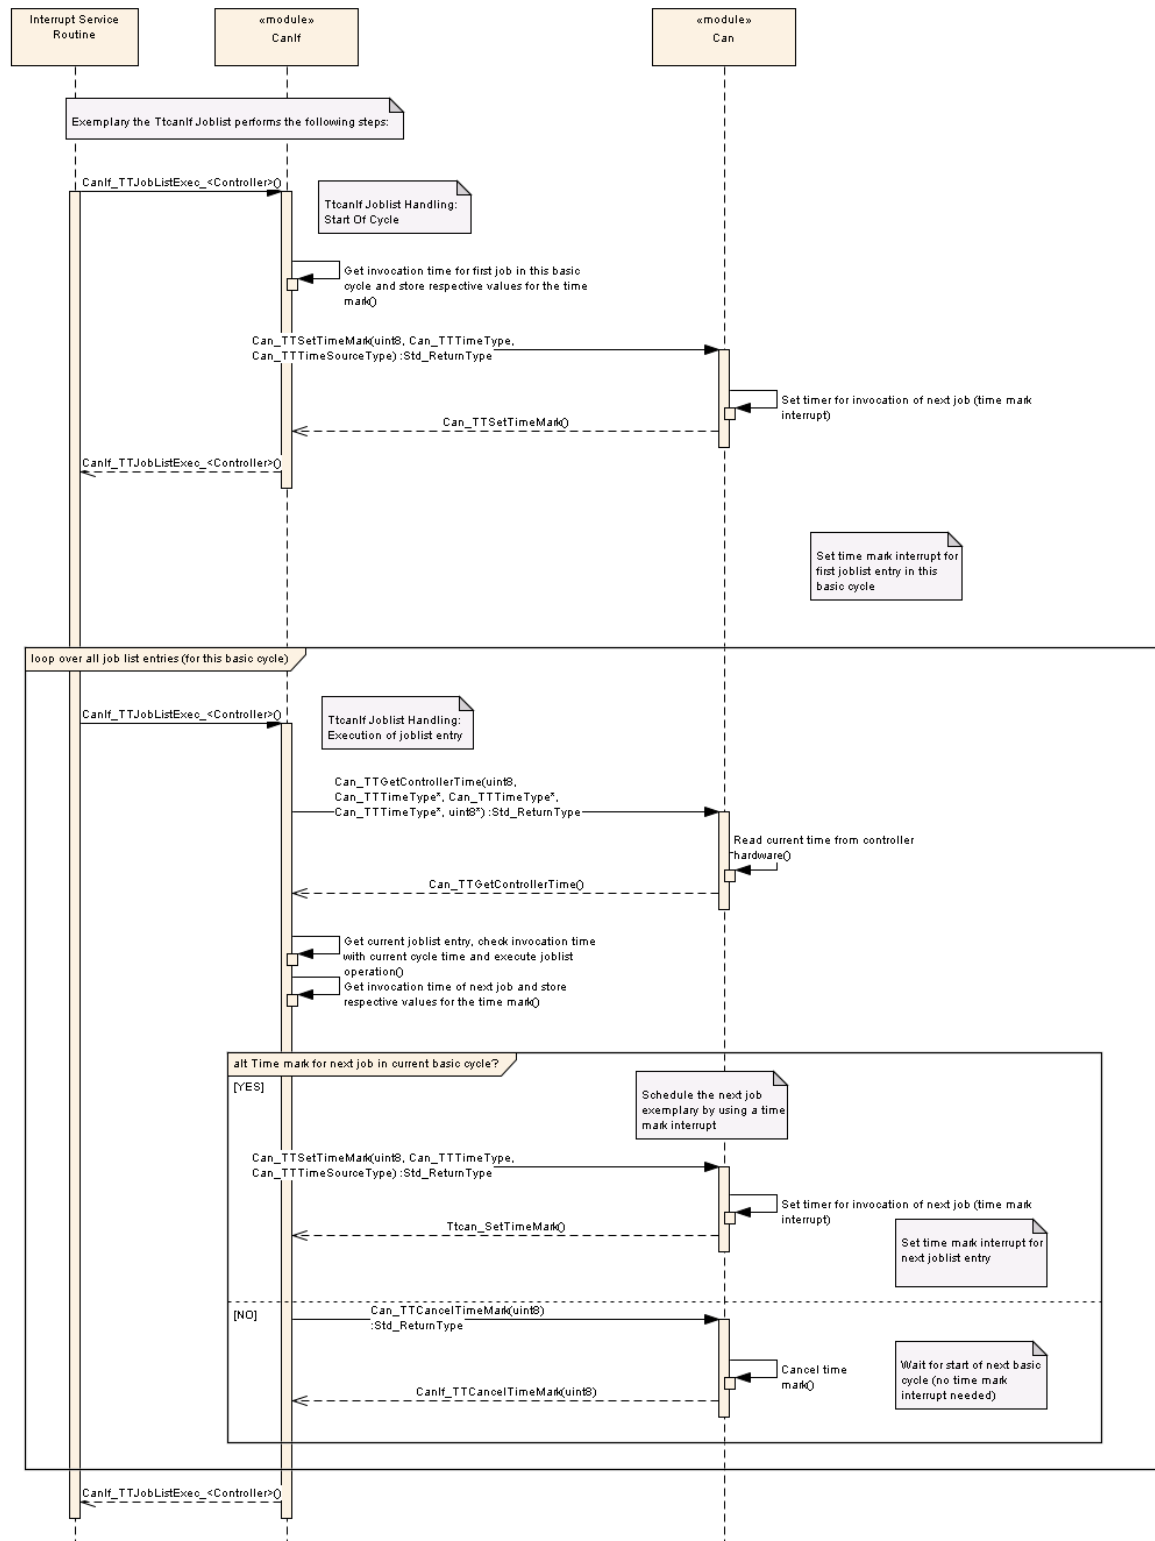 Interrupt Service
Routine
«module»
CanIf
«module»
Can
Exemplary the TtcanIf Joblist performs the following steps:
CanIf_TTJobListExec_<Controller>()
TtcanIf Joblist Handling:
Start Of Cycle
Get invocation time for first job in this basic
cycle and store respective values for the time
mark()
Can_TTSetTimeMark(uint8, Can_TTTimeType,
Can_TTTimeSourceType) :Std_ReturnType
Set timer for invocation of next job (time mark
interrupt)
Can_TTSetTimeMark()
CanIf_TTJobListExec_<Controller>()
Set time mark interrupt for
first joblist entry in this
basic cycle
loop over all job list entries (for this basic cycle)
CanIf_TTJobListExec_<Controller>()
TtcanIf Joblist Handling:
Execution of joblist entry
Can_TTGetControllerTime(uint8,
Can_TTTimeType*, Can_TTTimeType*,
Can_TTTimeType*, uint8*) :Std_ReturnType
Read current time from controller
hardware()
Can_TTGetControllerTime()
Get current joblist entry, check invocation time
with current cycle time and execute joblist
operation()
Get invocation time of next job and store
respective values for the time mark()
alt Time mark for next job in current basic cycle?
[YES]
Schedule the next job
exemplary by using a time
mark interrupt
Can_TTSetTimeMark(uint8, Can_TTTimeType,
Can_TTTimeSourceType) :Std_ReturnType
Set timer for invocation of next job (time mark
interrupt)
Ttcan_SetTimeMark()
Set time mark interrupt for
next joblist entry
[NO]
Can_TTCancelTimeMark(uint8)
:Std_ReturnType
Cancel time
mark()
Wait for start of next basic
cycle (no time mark
interrupt needed)
CanIf_TTCancelTimeMark(uint8)
CanIf_TTJobListExec_<Controller>()